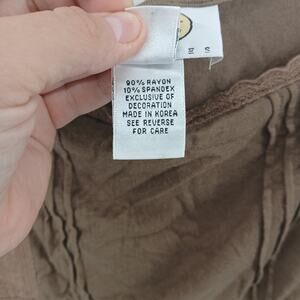 S
90% RAYON
10% SPANDEX
EXCLUSIVE OF
DECORATION
MADE IN KOREA
SEE REVERSE
FOR CARE